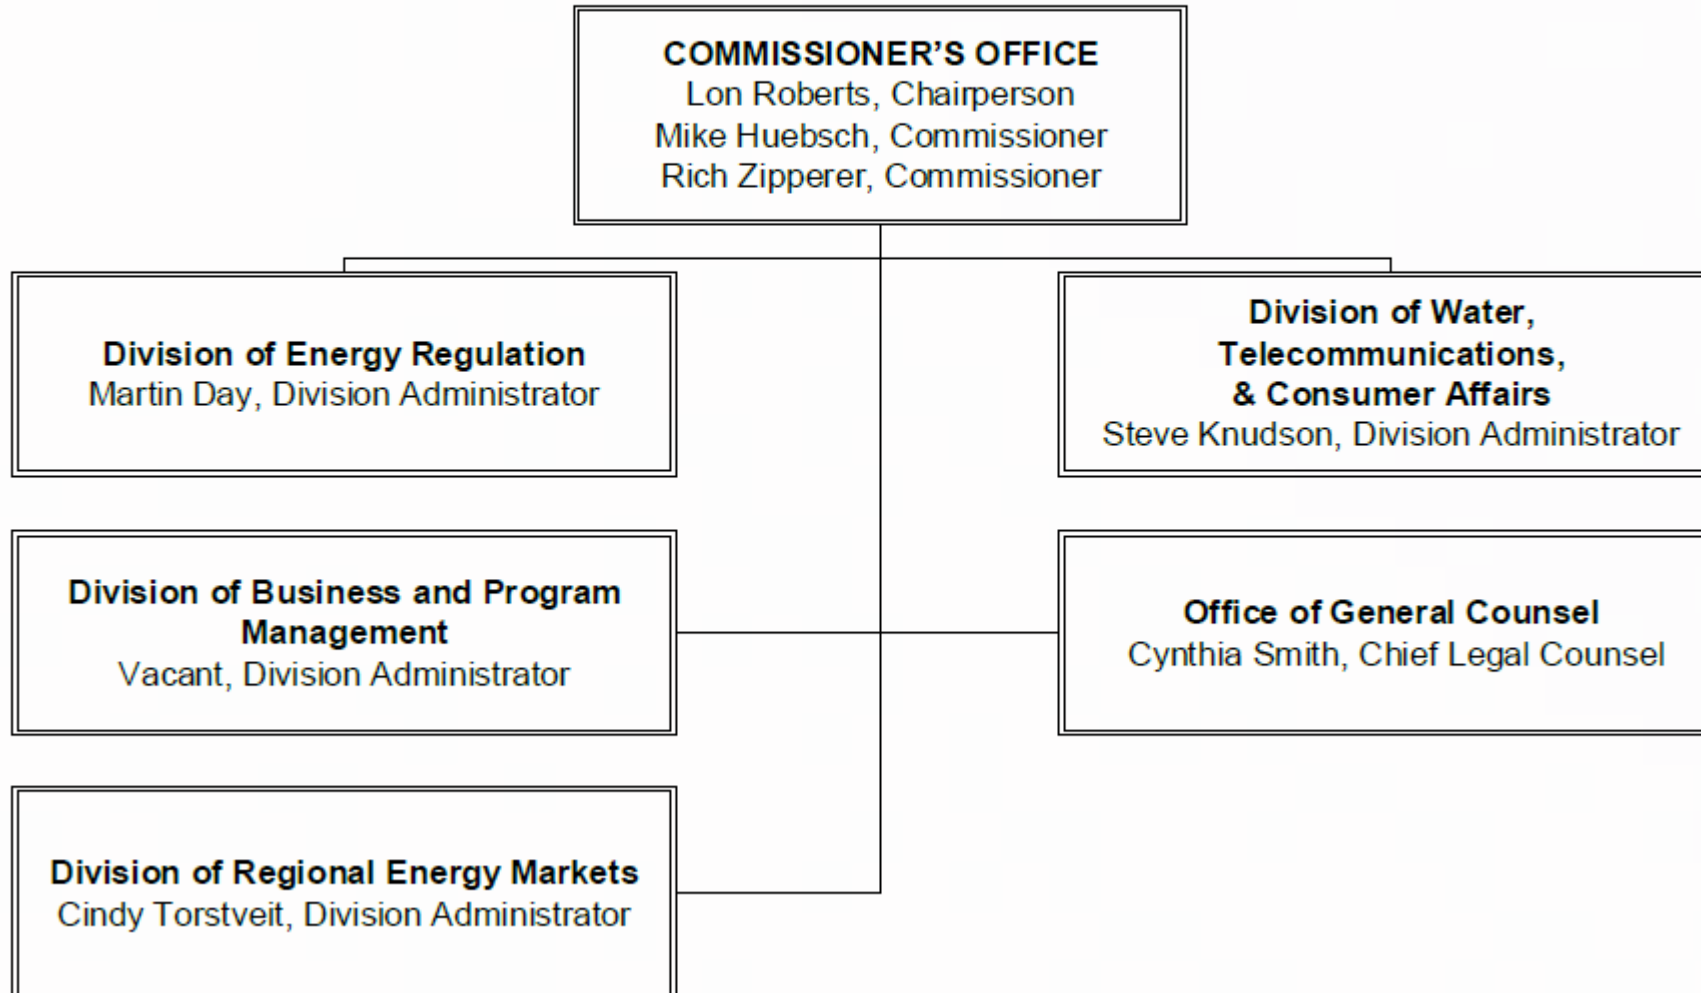 COMMISSIONER’S OFFICE
Lon Roberts, Chairperson
Mike Huebsch, Commissioner
Rich Zipperer, Commissioner
Division of Energy Regulation
Martin Day, Division Administrator
Division of Water,
Telecommunications,
& Consumer Affairs
Steve Knudson, Division Administrator
Division of Business and Program
Management
Vacant, Division Administrator
Office of General Counsel
Cynthia Smith, Chief Legal Counsel
Division of Regional Energy Markets
Cindy Torstveit, Division Administrator